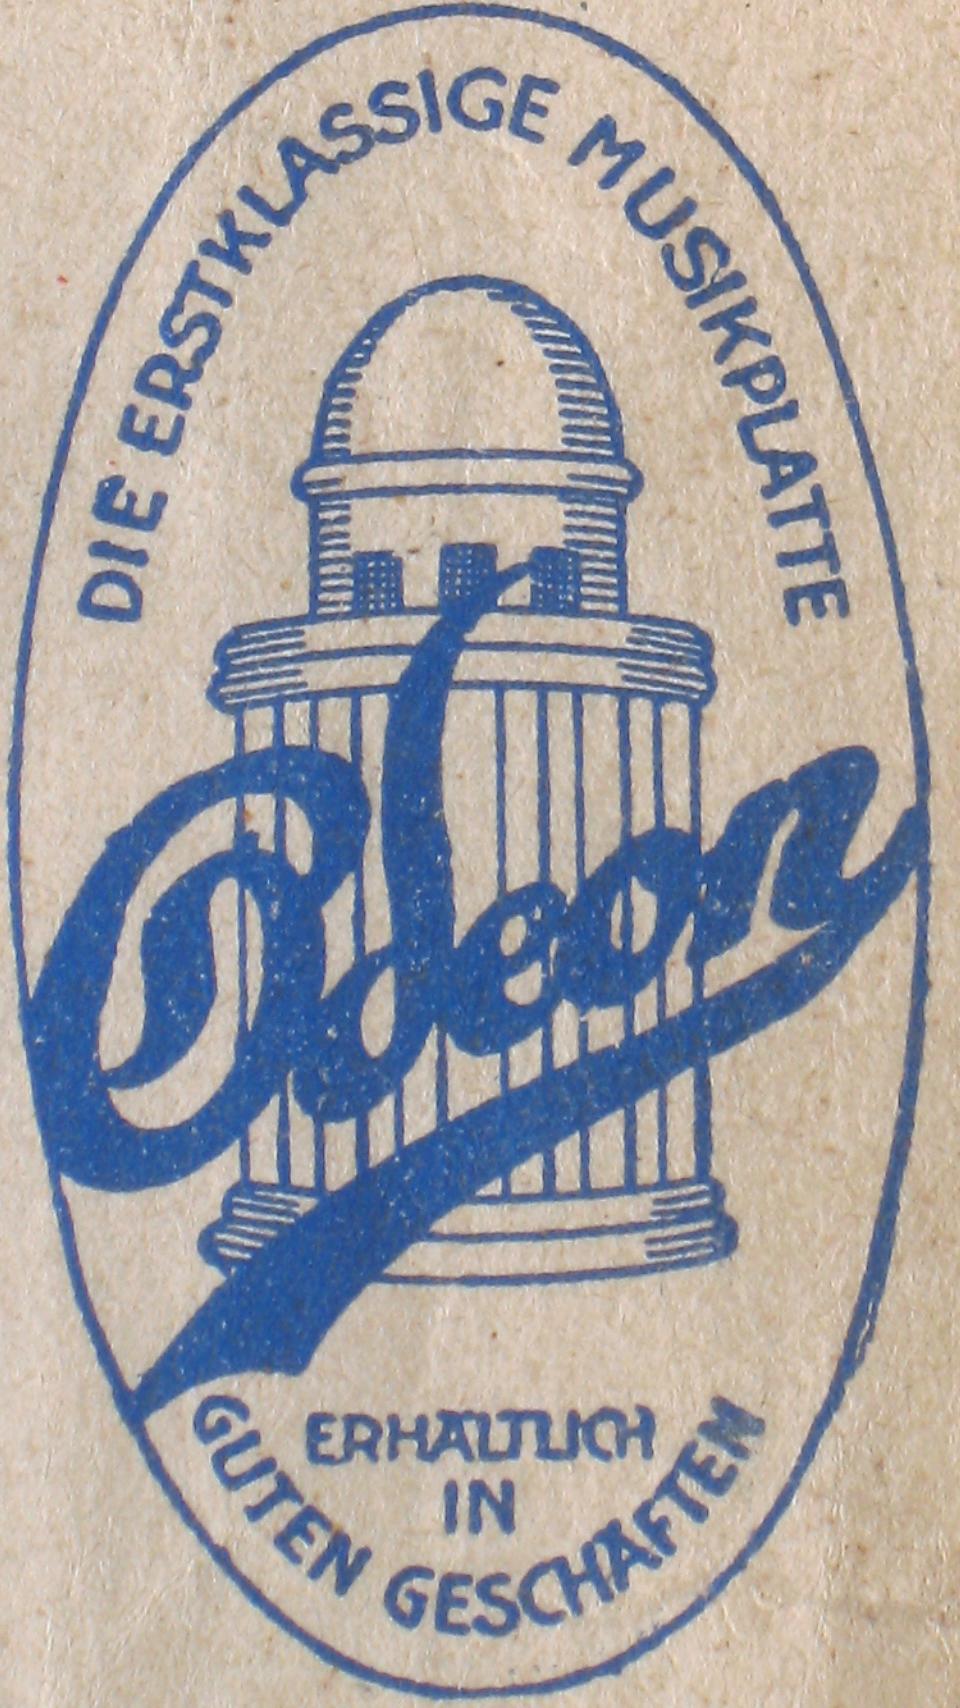 DIE ERSTKLASSIGE MUSIKPLATTE
Odeon
ERHÄLTLICH
IN
GUTEN GESCHÄFTEN